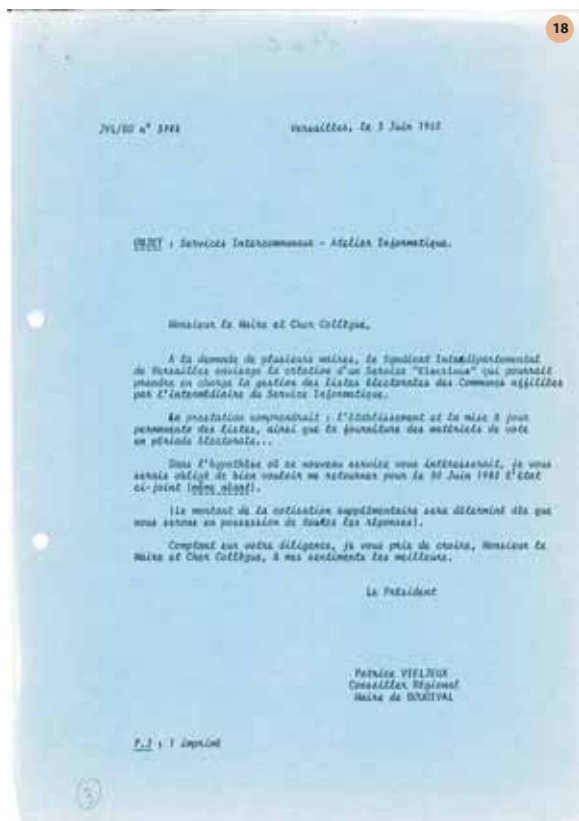 18
JYL/DD n° Versailles, le 3 Juin 1982
OBJET : Services Intercommunaux - Atelier Informatique.
Monsieur le Maire et Cher Collègue,
A la demande de plusieurs maires, le Syndicat Interdépartemental
de Versailles envisage la création d'un Service "Elections" qui pourrait
prendre en charge la gestion des listes électorales des Communes affiliées
par l'intermédiaire du Service Informatique.
La prestation comprendrait : l'établissement et la mise à jour
permanente des listes, ainsi que la fourniture des matériels de vote
en période électorale...
Dans l'hypothèse où ce nouveau service vous intéresserait, je vous
serais obligé de bien vouloir me retourner pour le 30 Juin 1982 l'état
ci-joint (même néant).
(Le montant de la cotisation supplémentaire sera déterminé dès que
nous serons en possession de toutes les réponses).
Comptant sur votre diligence, je vous prie de croire, Monsieur le
Maire et Cher Collègue, à mes sentiments les meilleurs.
Le Président
Patrice VIELJEUX
Conseiller Régional
Maire de BOUGIVAL
P.J : 1 imprimé
3